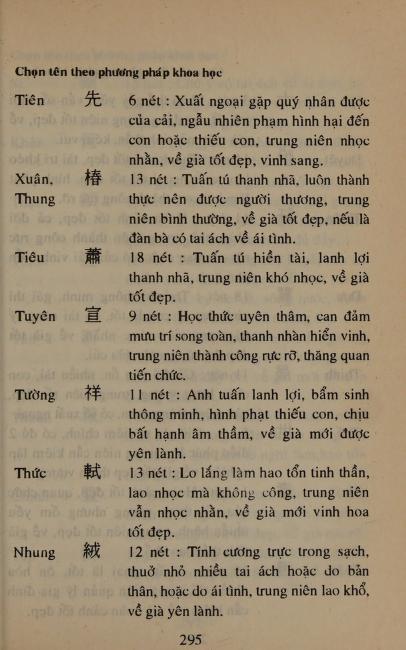 Chọn tên theo phương pháp khoa học
Tiên 先 6 nét : Xuất ngoại gặp quý nhân được
của cải, ngẫu nhiên phạm hình hại đến
con hoặc thiếu con, trung niên nhọc
nhằn, về già tốt đẹp, vinh sang.
Xuân, 椿 13 nét : Tuấn tú thanh nhã, luôn thành
Thung thực nên được người thương, trung
niên bình thường, về già tốt đẹp, nếu là
đàn bà có tai ách về ái tình.
Tiêu 蕭 18 nét : Tuấn tú hiền tài, lanh lợi
thanh nhã, trung niên khó nhọc, về già
tốt đẹp.
Tuyên 宣 9 nét : Học thức uyên thâm, can đảm
mưu trí song toàn, thanh nhàn hiển vinh,
trung niên thành công rực rỡ, thăng quan
tiến chức.
Tường 祥 11 nét : Anh tuấn lanh lợi, bẩm sinh
thông minh, hình phạt thiếu con, chịu
bất hạnh âm thầm, về già mới được
yên lành.
Thức 軾 13 nét : Lo lắng làm hao tổn tinh thần,
lao nhọc mà không công, trung niên
vẫn nhọc nhằn, về già mới vinh hoa
tốt đẹp.
Nhung 絨 12 nét : Tính cương trực trong sạch,
thuở nhỏ nhiều tai ách hoặc do bản
thân, hoặc do ái tình, trung niên lao khổ,
về già yên lành.
295